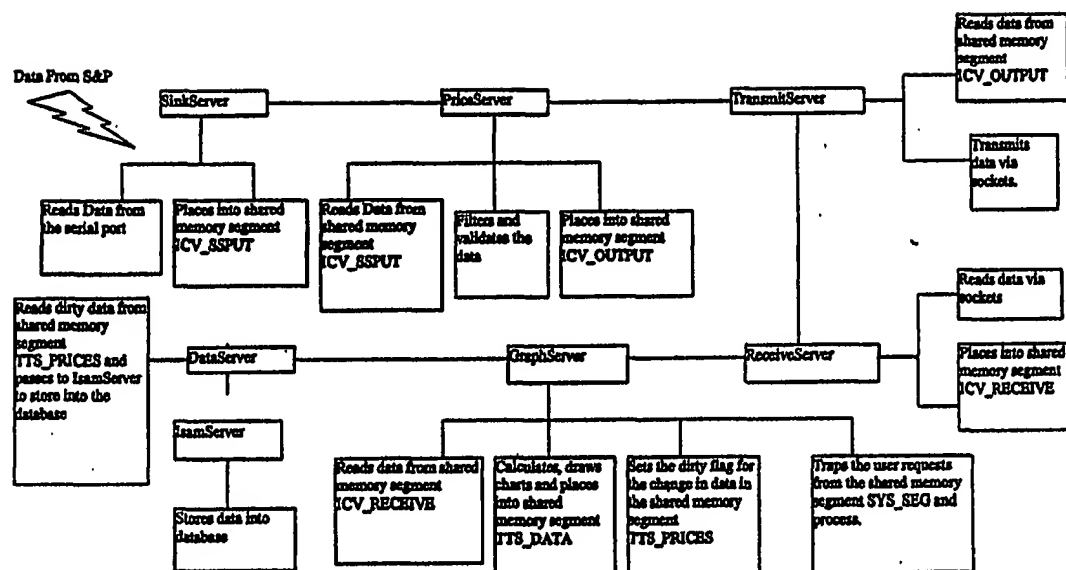 Data From S&P
SinkServer
PriceServer
TransmitServer
Reads data from
shared memory
segment
ICV_OUTPUT
Transmits
data via
sockets.
Reads Data from
the serial port
Places into shared
memory segment
ICV_SSPUT
Reads Data from
shared memory
segment
ICV_SSPUT
Filters and
validates the
data
Places into shared
memory segment
ICV_OUTPUT
Reads data via
sockets
Reads dirty data from
shared memory
segment
TTS_PRICES and
passes to IsamServer
to store into the
database
DataServer
GraphServer
ReceiveServer
Places into shared
memory segment
ICV_RECEIVE
IsamServer
Stores data into
database
Reads data from shared
memory segment
ICV_RECEIVE
Calculates, draws
charts and places
into shared
memory segment
TTS_DATA
Sets the dirty flag for
the change in data in
the shared memory
segment
TTS_PRICES
Traps the user requests
from the shared memory
segment SYS_SEG and
process.